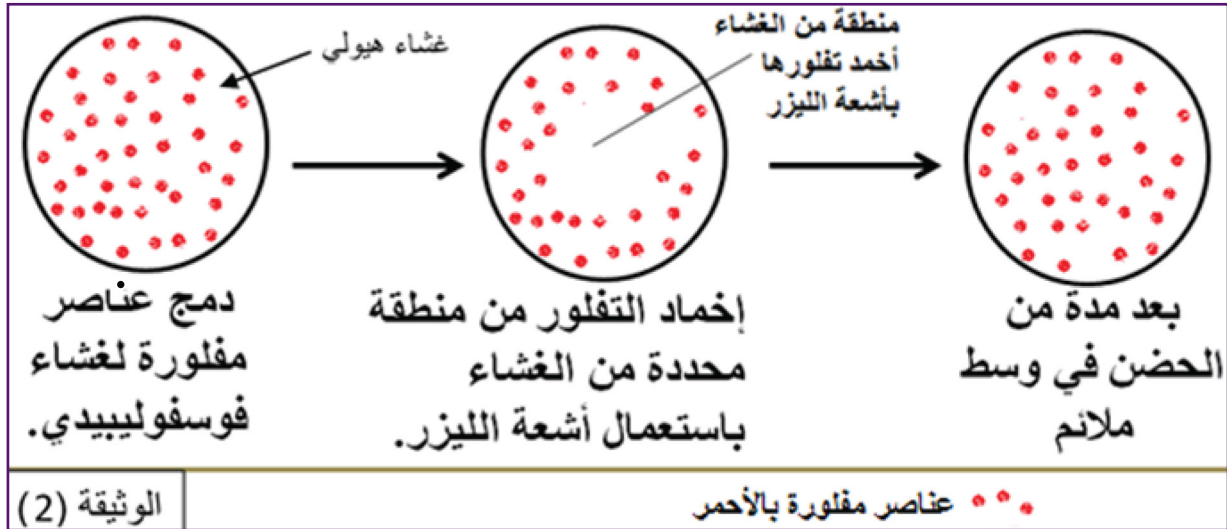 غشاء هيولي
منطقة من الغشاء
أخمد تفلورها
بأشعة الليزر
دمج عناصر
مفلورة لغشاء
فوسفوليبيدي.
إخماد التفلور من منطقة
محددة من الغشاء
باستعمال أشعة الليزر.
بعد مدة من
الحضن في وسط
ملائم
عناصر مفلورة بالأحمر
الوثيقة (2)